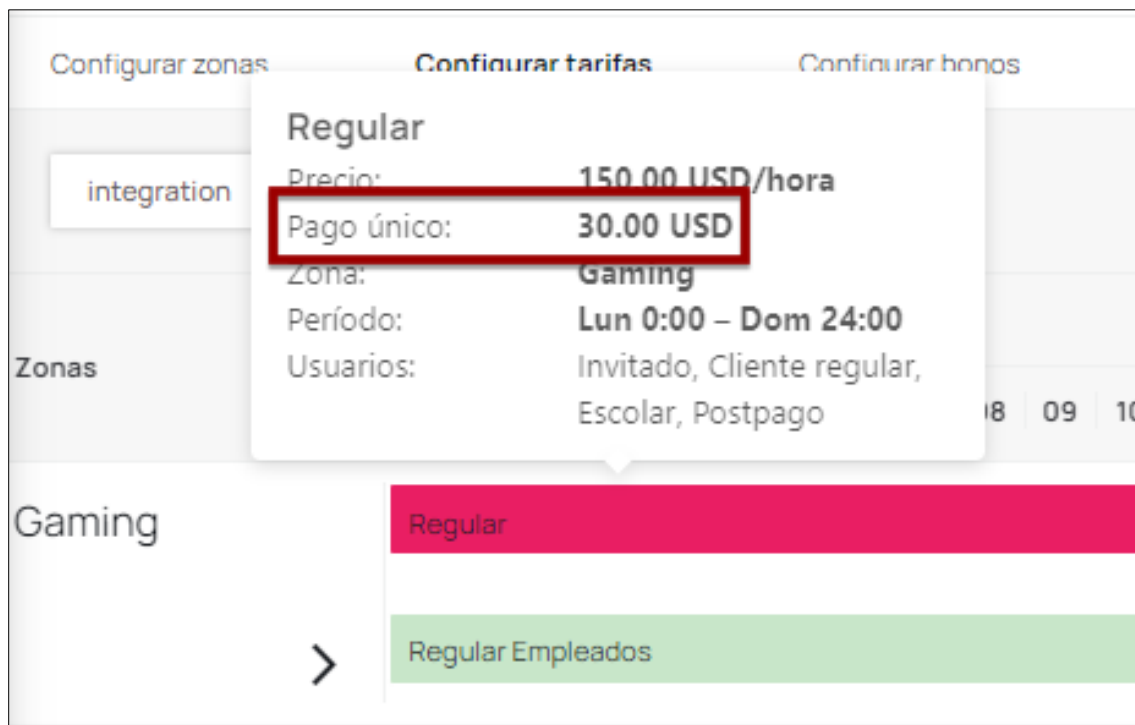 Configurar zonas Configurar tarifas Configurar bonos
Regular
integration
Precio: 150.00 USD/hora
Pago único: 30.00 USD
Zona: Gaming
Período: Lun 0:00 – Dom 24:00
Zonas
Usuarios: Invitado, Cliente regular,
Escolar, Postpago
09
Gaming
Regular
Regular Empleados